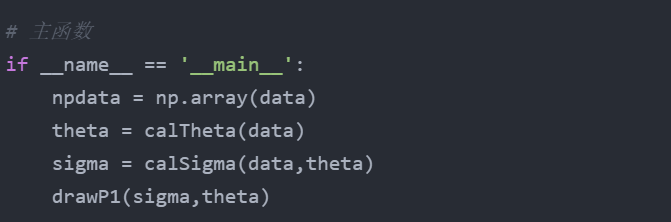 # 主函数
if __name__ == '__main__':
    npdata = np.array(data)
    theta = calTheta(data)
    sigma = calSigma(data,theta)
    drawP1(sigma,theta)